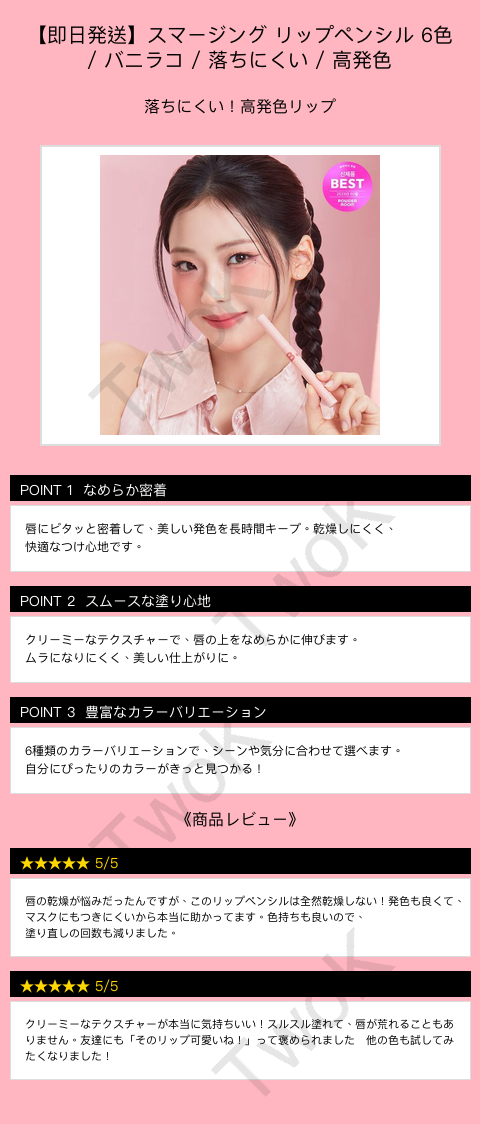 【即日発送】スマージング リップペンシル 6色
/ バニラコ / 落ちにくい / 高発色
落ちにくい！高発色リップ
신제품
BEST
POWDER
ROOM
POINT 1 なめらか密着
唇にピタッと密着して、美しい発色を長時間キープ。乾燥しにくく、
快適なつけ心地です。
POINT 2 スムースな塗り心地
クリーミーなテクスチャーで、唇の上をなめらかに伸びます。
ムラになりにくく、美しい仕上がりに。
POINT 3 豊富なカラーバリエーション
6種類のカラーバリエーションで、シーンや気分に合わせて選べます。
自分にぴったりのカラーがきっと見つかる！
《商品レビュー》
★★★★★ 5/5
唇の乾燥が悩みだったんですが、このリップペンシルは全然乾燥しない！発色も良くて、
マスクにもつきにくいから本当に助かってます。色持ちも良いので、
塗り直しの回数も減りました。
★★★★★ 5/5
クリーミーなテクスチャーが本当に気持ちいい！スルスル塗れて、唇が荒れることもあ
りません。友達にも「そのリップ可愛いね！」って褒められました　他の色も試してみ
たくなりました！
Twok
Twok
Twok
Twok